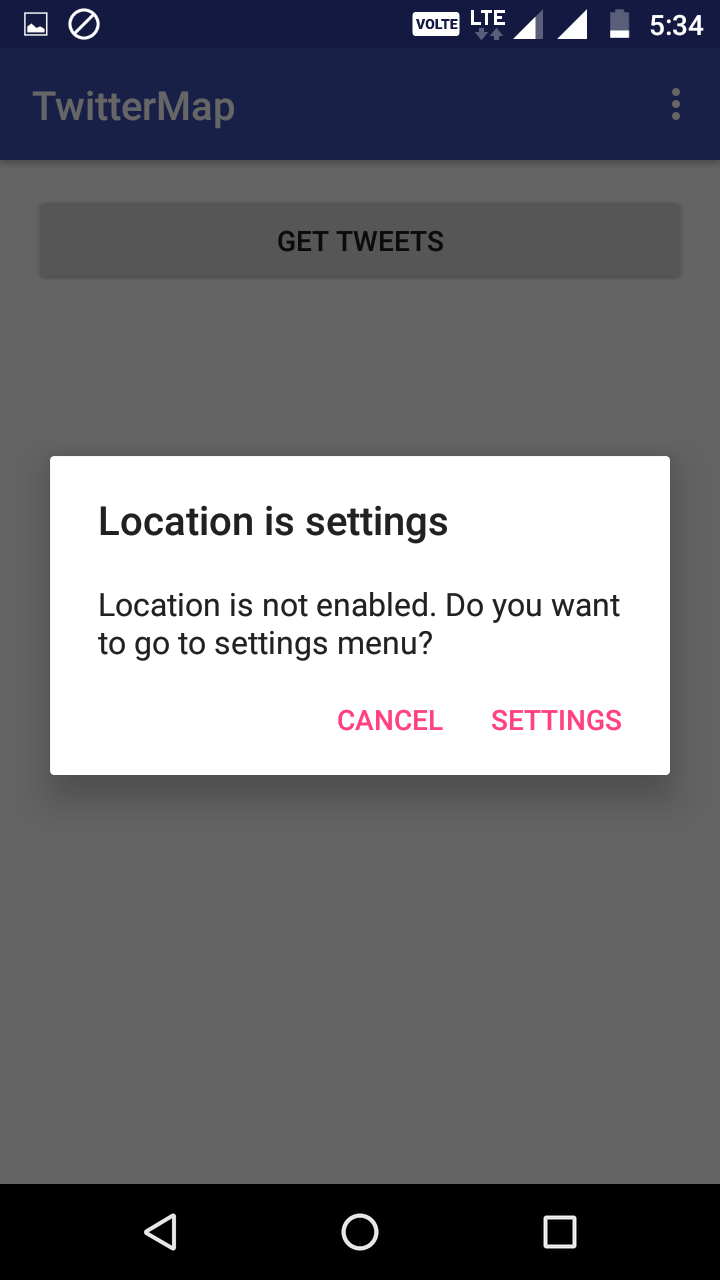 VOLTE LTE 5:34
TwitterMap
GET TWEETS
Location is settings
Location is not enabled. Do you want
to go to settings menu?
CANCEL SETTINGS